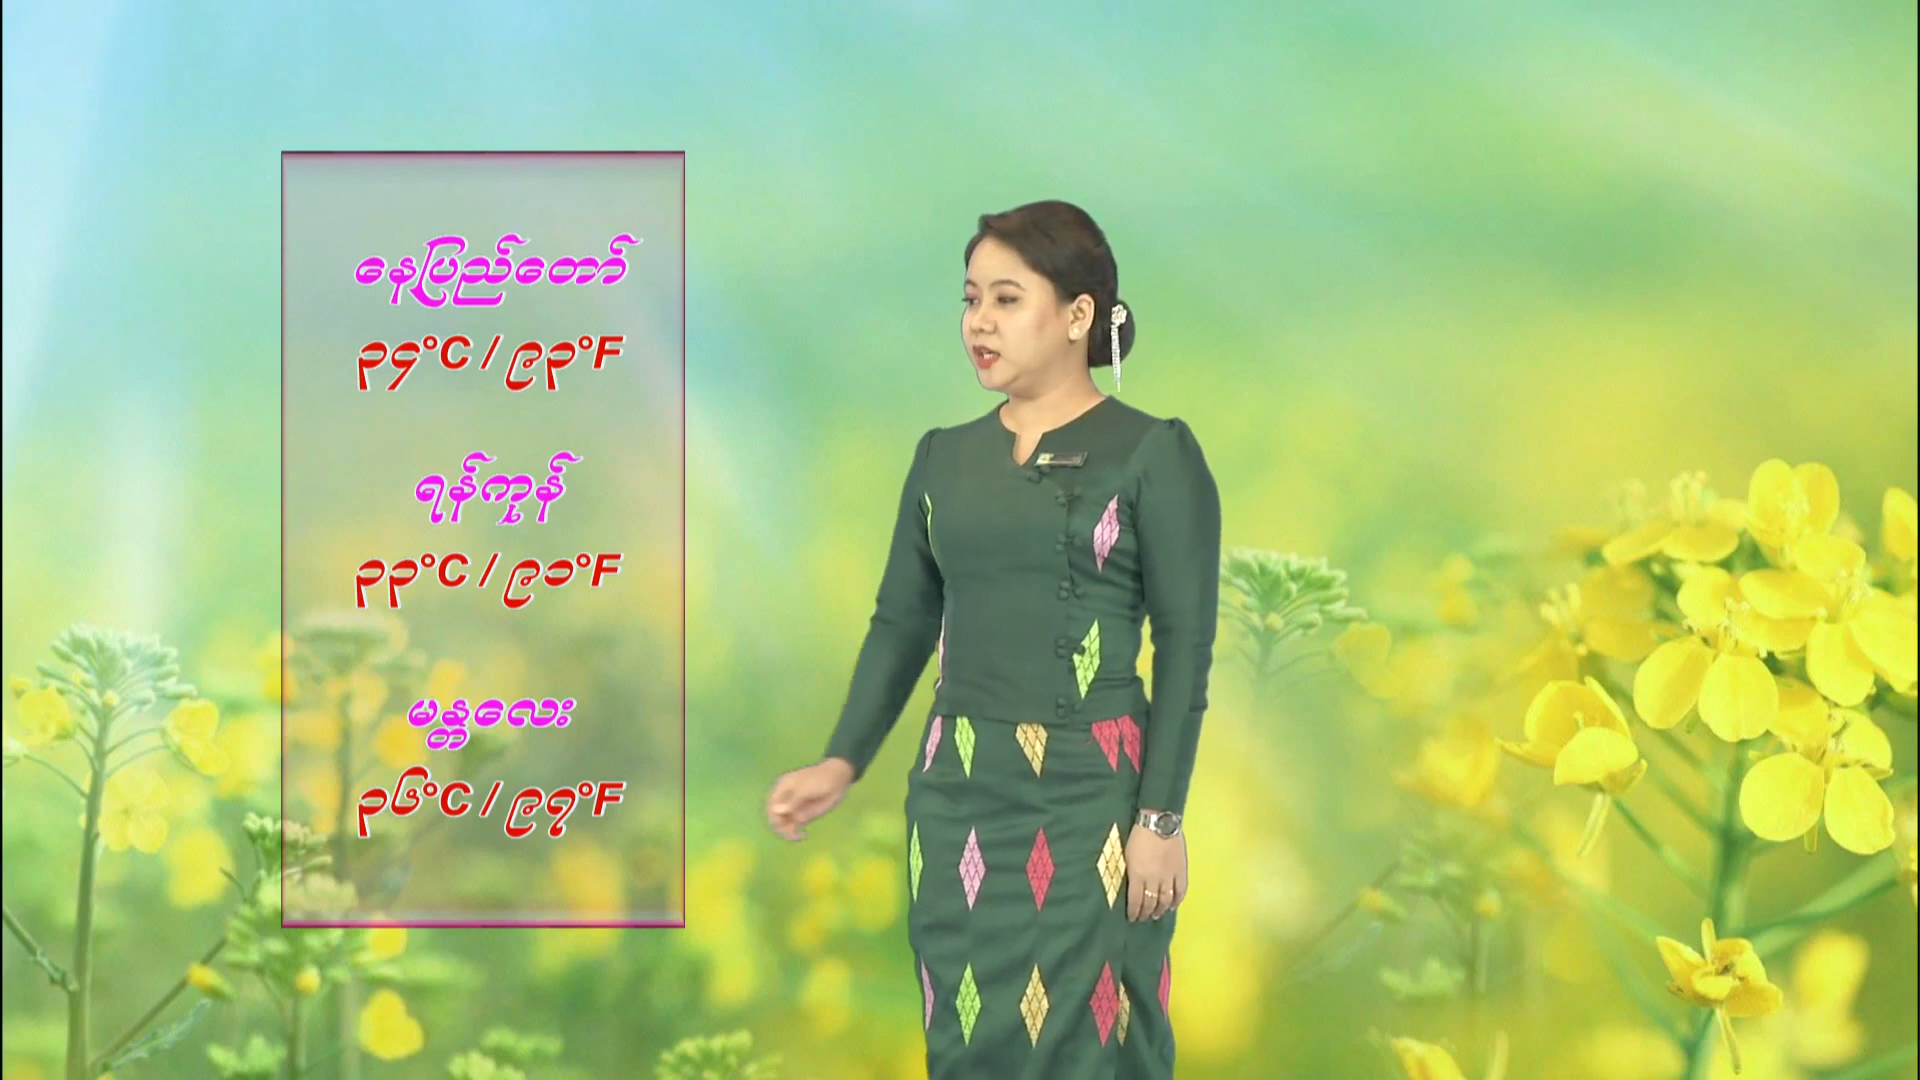 နေပြည်တော်
၃၄°C / ၉၃°F
ရန်ကုန်
၃၃°C / ၉၁°F
မန္တလေး
၃၆°C / ၉၇°F